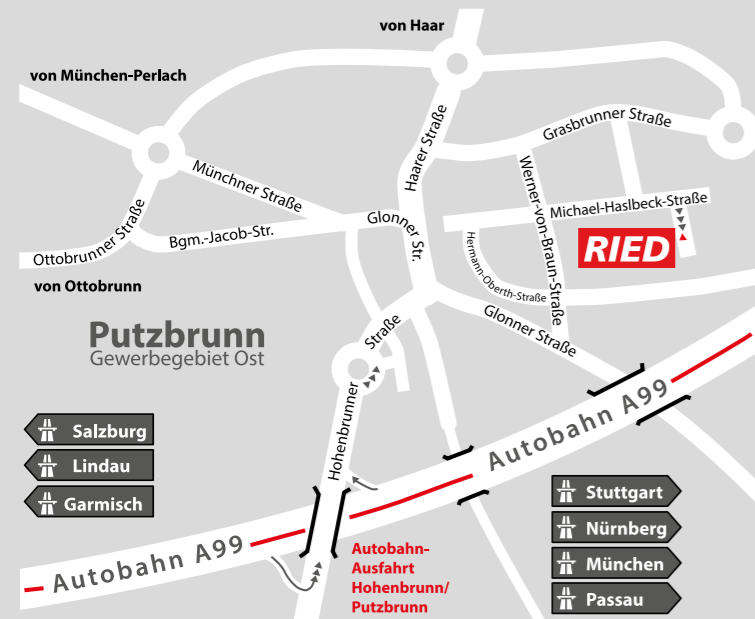 von Haar
von München-Perlach
Grasbrunner Straße
Haarer Straße
Münchner Straße
Werner-von-Braun-Straße
Michael-Haslbeck-Straße
Glonner Str.
Bgm.-Jacob-Str.
Ottobrunner Straße
RIED
Hermann-Oberth-Straße
von Ottobrunn
Glonner Straße
Putzbrunn
Gewerbegebiet Ost
Hohenbrunner Straße
Autobahn A99
Salzburg
Lindau
Garmisch
Stuttgart
Nürnberg
München
Passau
Autobahn A99
Autobahn-
Ausfahrt
Hohenbrunn/
Putzbrunn